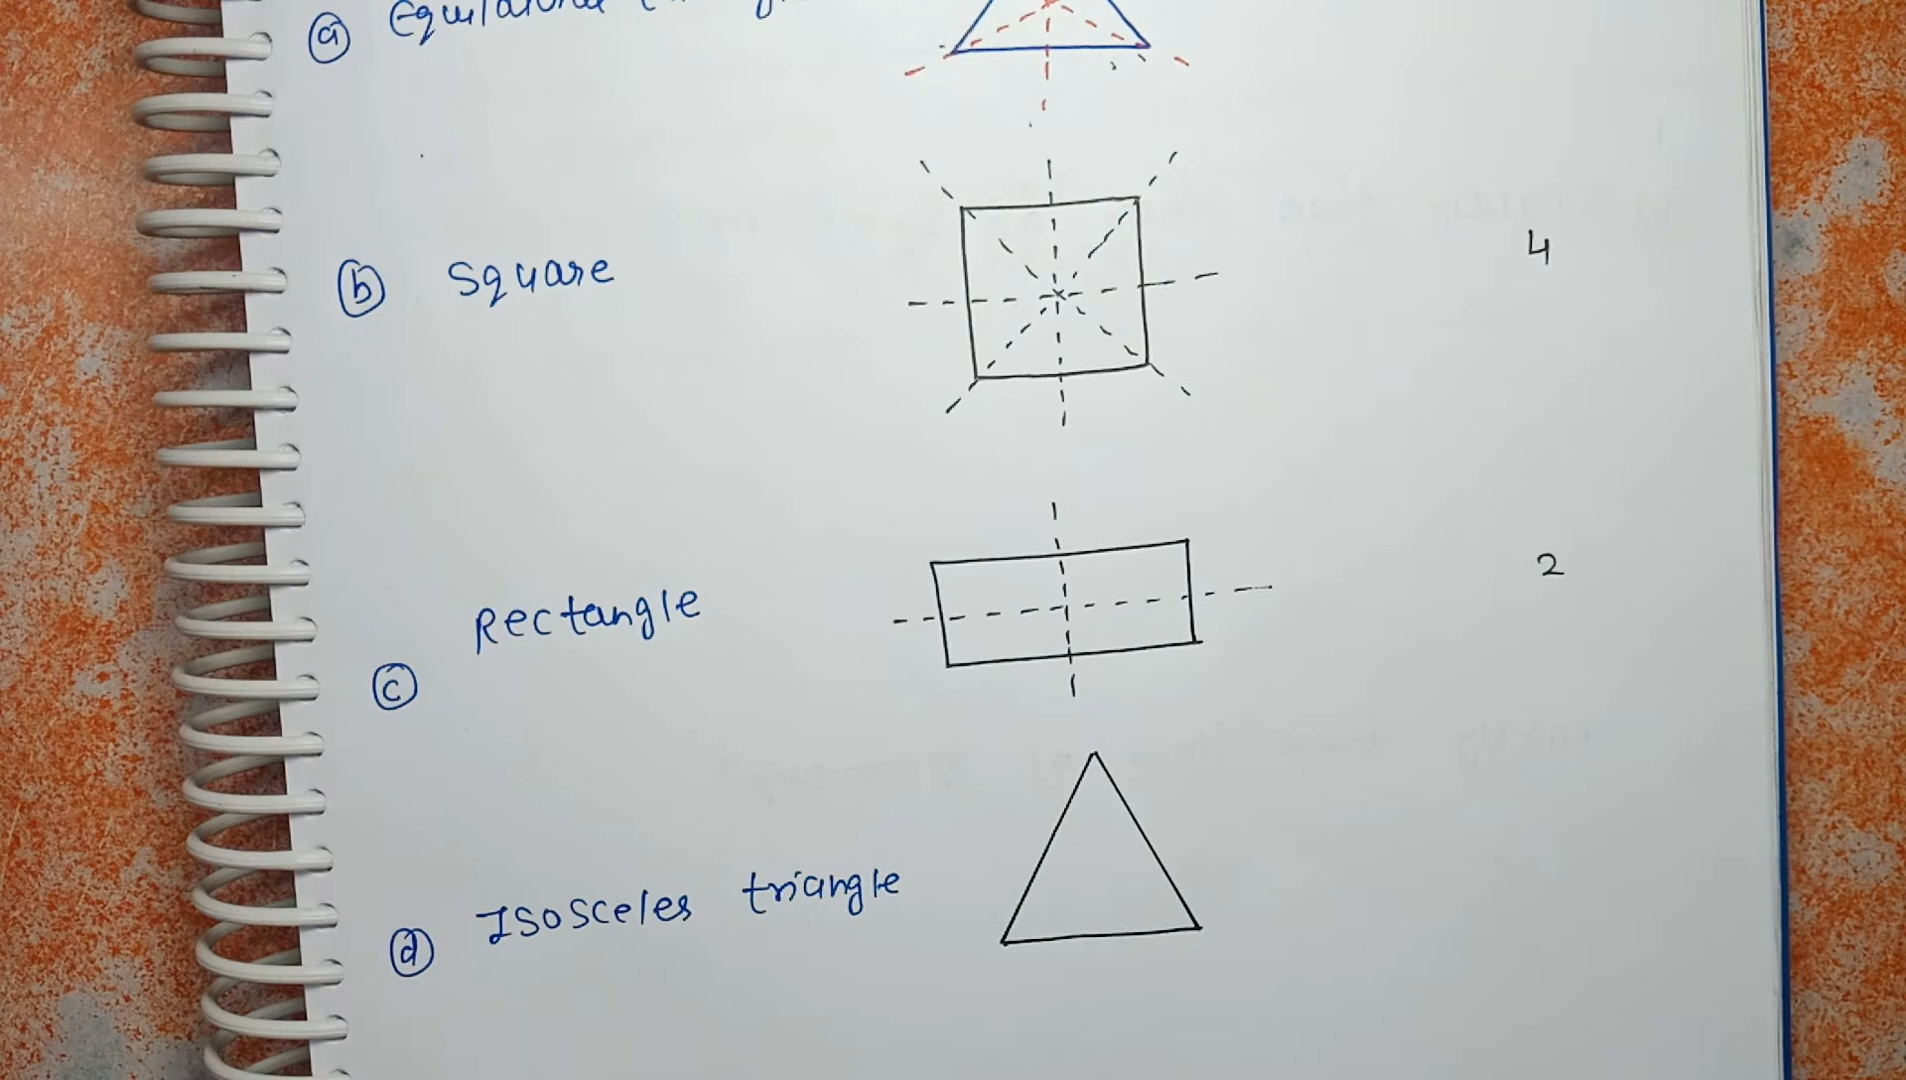 ⓐ
ⓑ Square 4
Rectangle 2
ⓒ
ⓓ Isosceles triangle